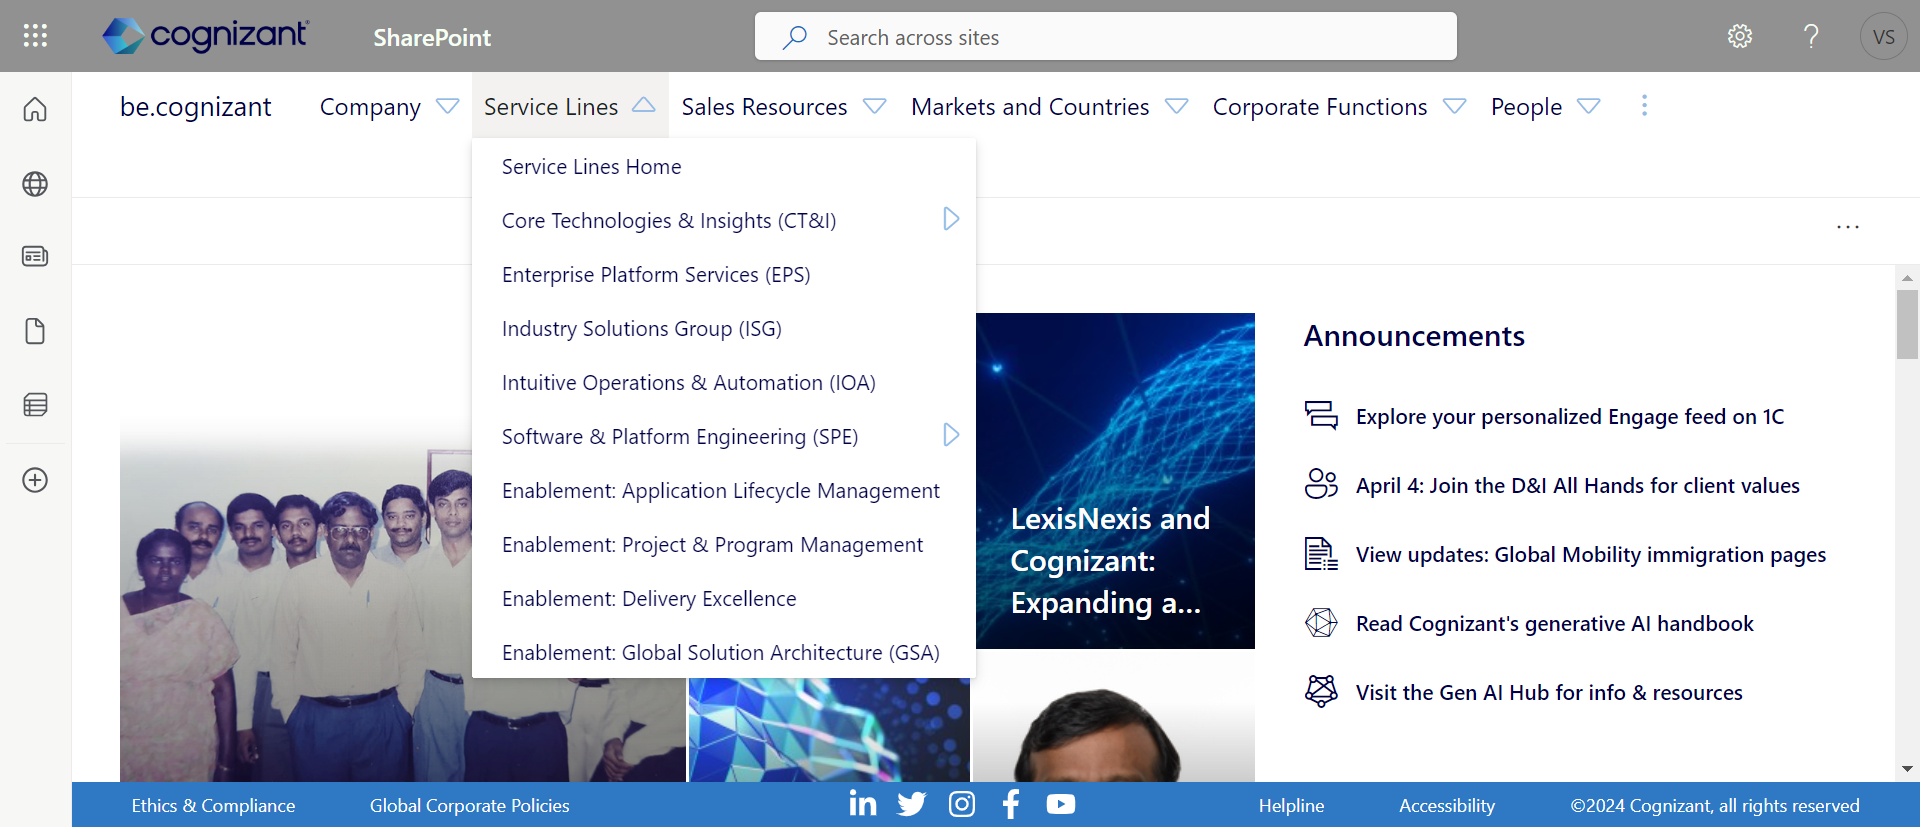 cognizant
SharePoint
Search across sites
?
VS
be.cognizant
Company
Service Lines
Sales Resources
Markets and Countries
Corporate Functions
People
Service Lines Home
Core Technologies & Insights (CT&I)
Enterprise Platform Services (EPS)
Industry Solutions Group (ISG)
Intuitive Operations & Automation (IOA)
Software & Platform Engineering (SPE)
Enablement: Application Lifecycle Management
Enablement: Project & Program Management
Enablement: Delivery Excellence
Enablement: Global Solution Architecture (GSA)
LexisNexis and
Cognizant:
Expanding a...
Announcements
Explore your personalized Engage feed on 1C
April 4: Join the D&I All Hands for client values
View updates: Global Mobility immigration pages
Read Cognizant's generative AI handbook
Visit the Gen AI Hub for info & resources
Ethics & Compliance
Global Corporate Policies
Helpline
Accessibility
©2024 Cognizant, all rights reserved